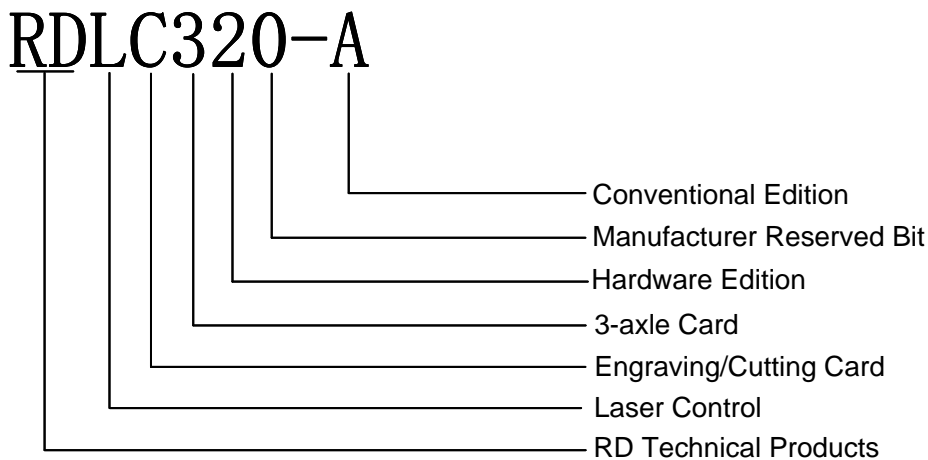 RDLC320-A
Conventional Edition
Manufacturer Reserved Bit
Hardware Edition
3-axle Card
Engraving/Cutting Card
Laser Control
RD Technical Products